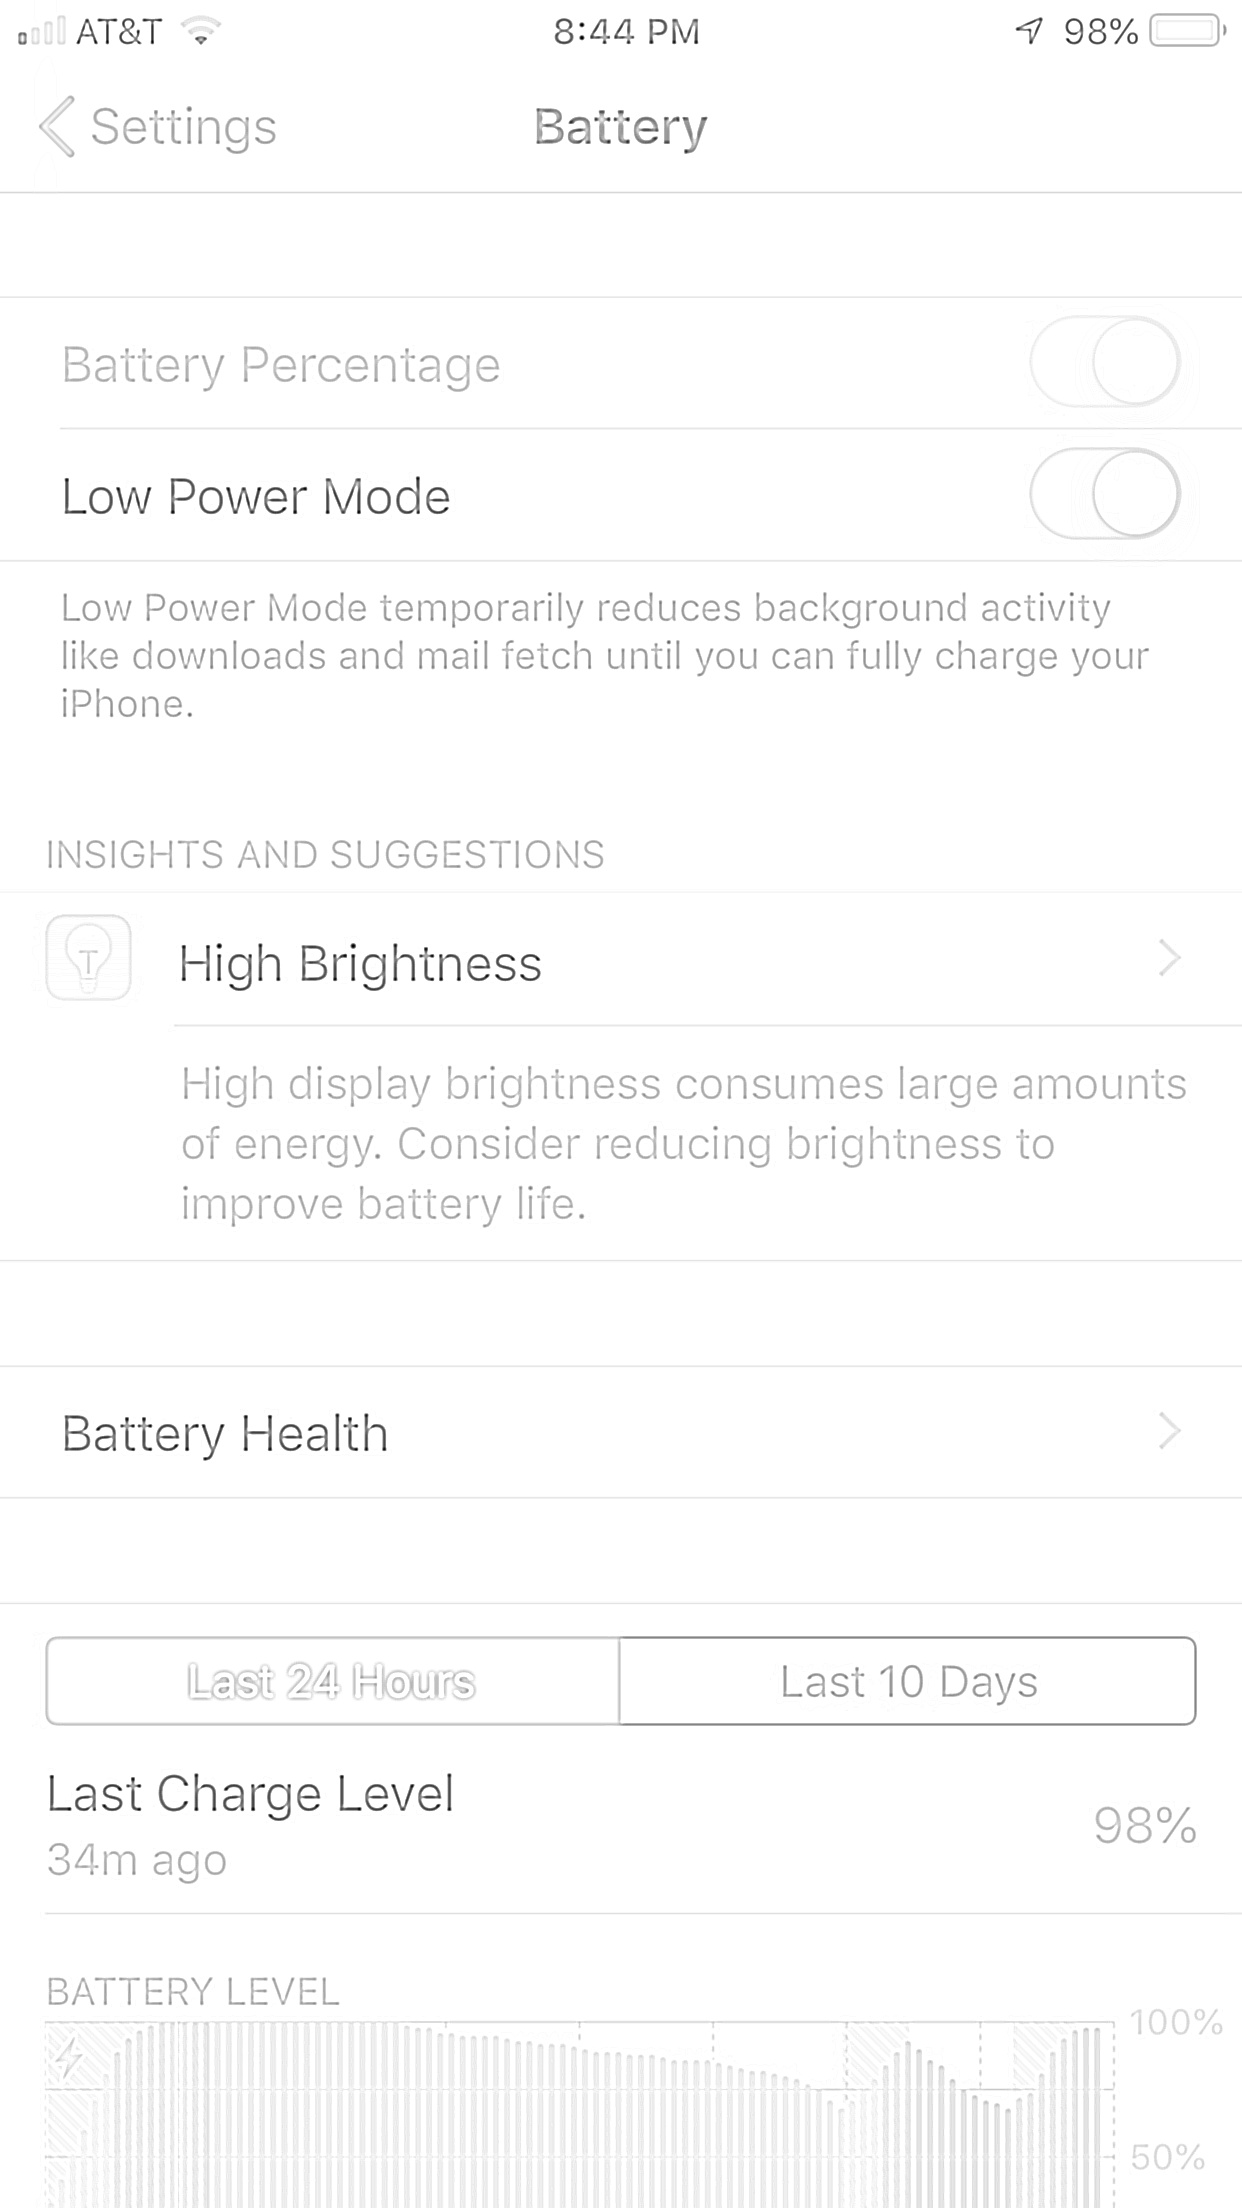 AT&T 8:44 PM 98%
Settings Battery
Battery Percentage
Low Power Mode
Low Power Mode temporarily reduces background activity
like downloads and mail fetch until you can fully charge your
iPhone.
INSIGHTS AND SUGGESTIONS
High Brightness
High display brightness consumes large amounts
of energy. Consider reducing brightness to
improve battery life.
Battery Health
Last 24 Hours Last 10 Days
Last Charge Level
98%
34m ago
BATTERY LEVEL
100%
50%